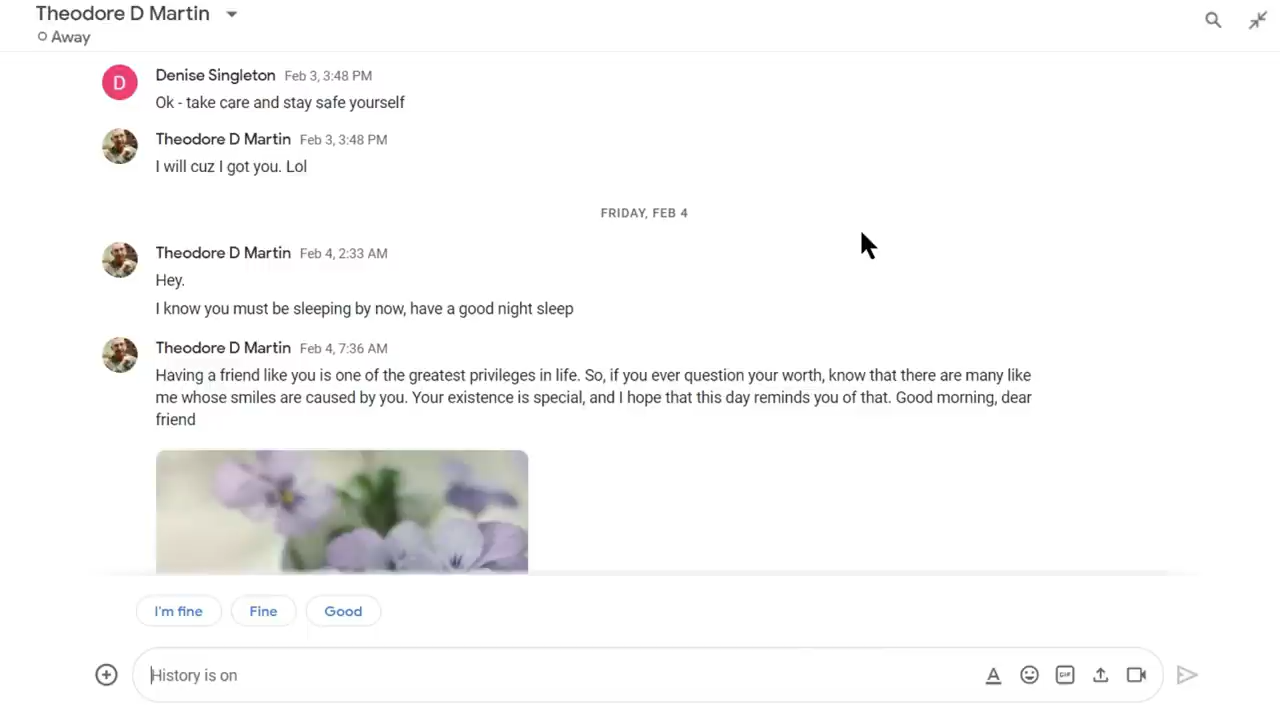 Theodore D Martin
Away
D
Denise Singleton Feb 3, 3:48 PM
Ok - take care and stay safe yourself
Theodore D Martin Feb 3, 3:48 PM
I will cuz I got you. Lol
FRIDAY, FEB 4
Theodore D Martin Feb 4, 2:33 AM
Hey.
I know you must be sleeping by now, have a good night sleep
Theodore D Martin Feb 4, 7:36 AM
Having a friend like you is one of the greatest privileges in life. So, if you ever question your worth, know that there are many like
me whose smiles are caused by you. Your existence is special, and I hope that this day reminds you of that. Good morning, dear
friend
I'm fine Fine Good
History is on A GIF